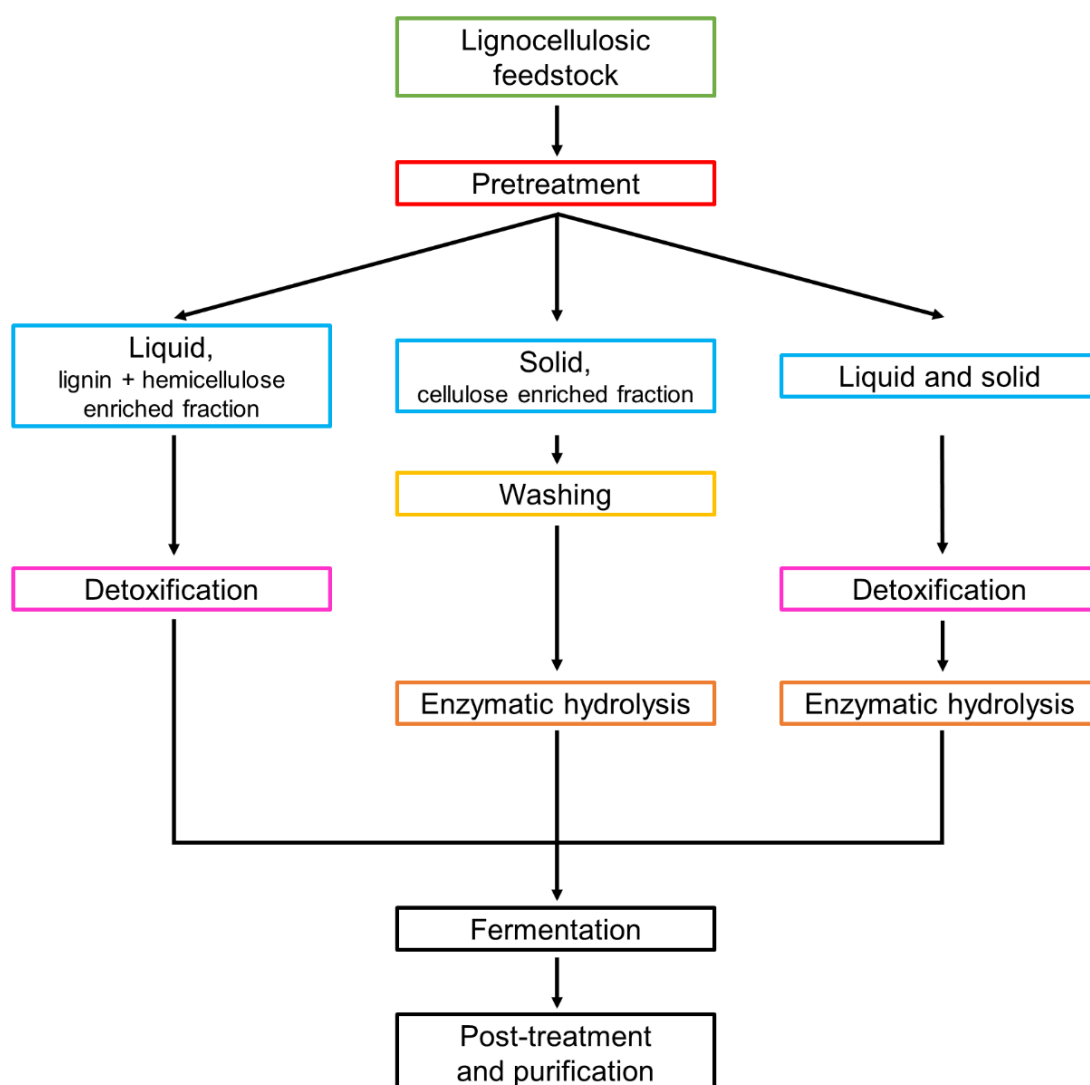 Lignocellulosic
feedstock
Pretreatment
Liquid,
lignin + hemicellulose
enriched fraction
Solid,
cellulose enriched fraction
Liquid and solid
Washing
Detoxification
Detoxification
Enzymatic hydrolysis
Enzymatic hydrolysis
Fermentation
Post-treatment
and purification